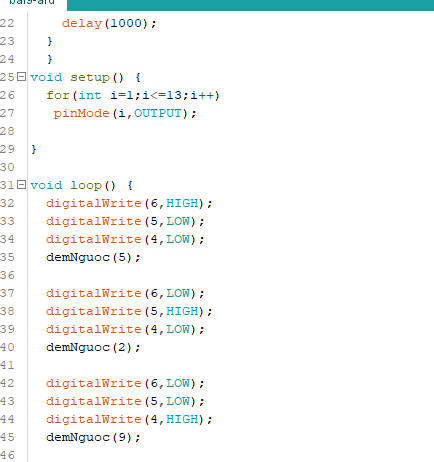 bai9-ard
22     delay(1000);
23   }
24   }
25 void setup() {
26   for(int i=1;i<=13;i++)
27    pinMode(i,OUTPUT);
28
29 }
30
31 void loop() {
32   digitalWrite(6,HIGH);
33   digitalWrite(5,LOW);
34   digitalWrite(4,LOW);
35   demNguoc(5);
36
37   digitalWrite(6,LOW);
38   digitalWrite(5,HIGH);
39   digitalWrite(4,LOW);
40   demNguoc(2);
41
42   digitalWrite(6,LOW);
43   digitalWrite(5,LOW);
44   digitalWrite(4,HIGH);
45   demNguoc(9);
46